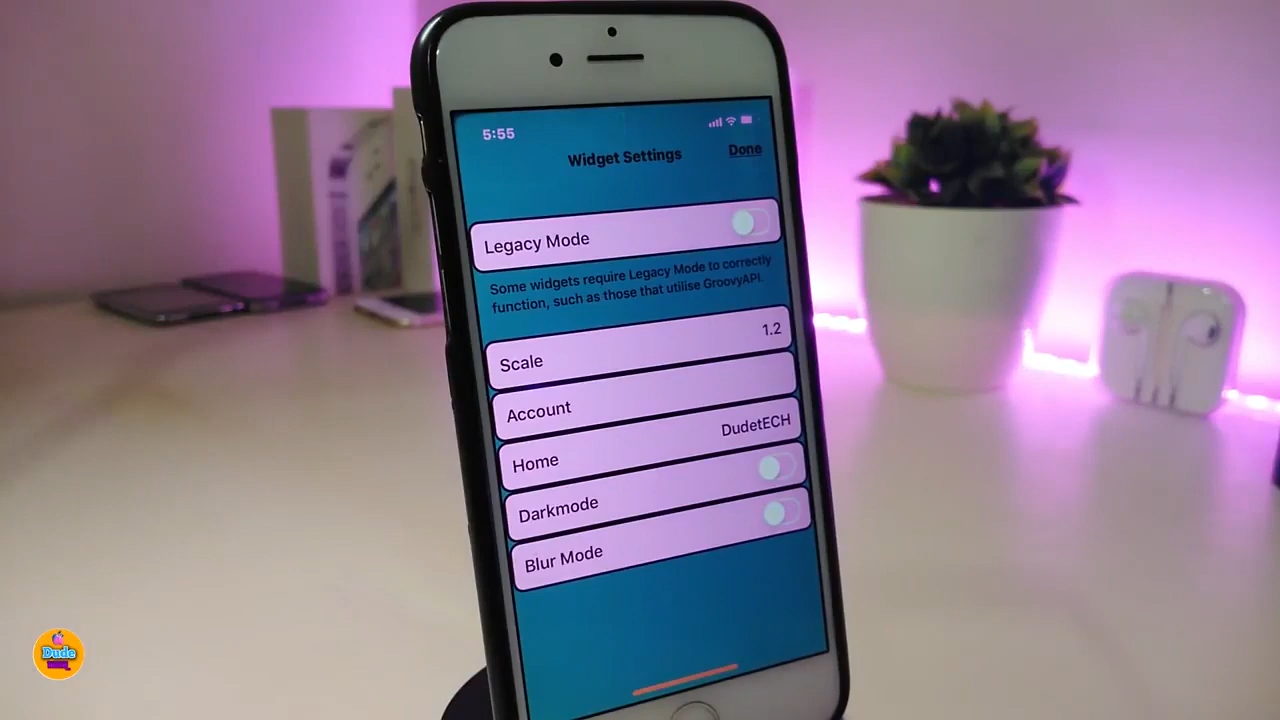 5:55
Widget Settings
Done
Legacy Mode
Some widgets require Legacy Mode to correctly
function, such as those that utilise GroovyAPI.
Scale
1.2
Account
Home
DudetECH
Darkmode
Blur Mode
Dude